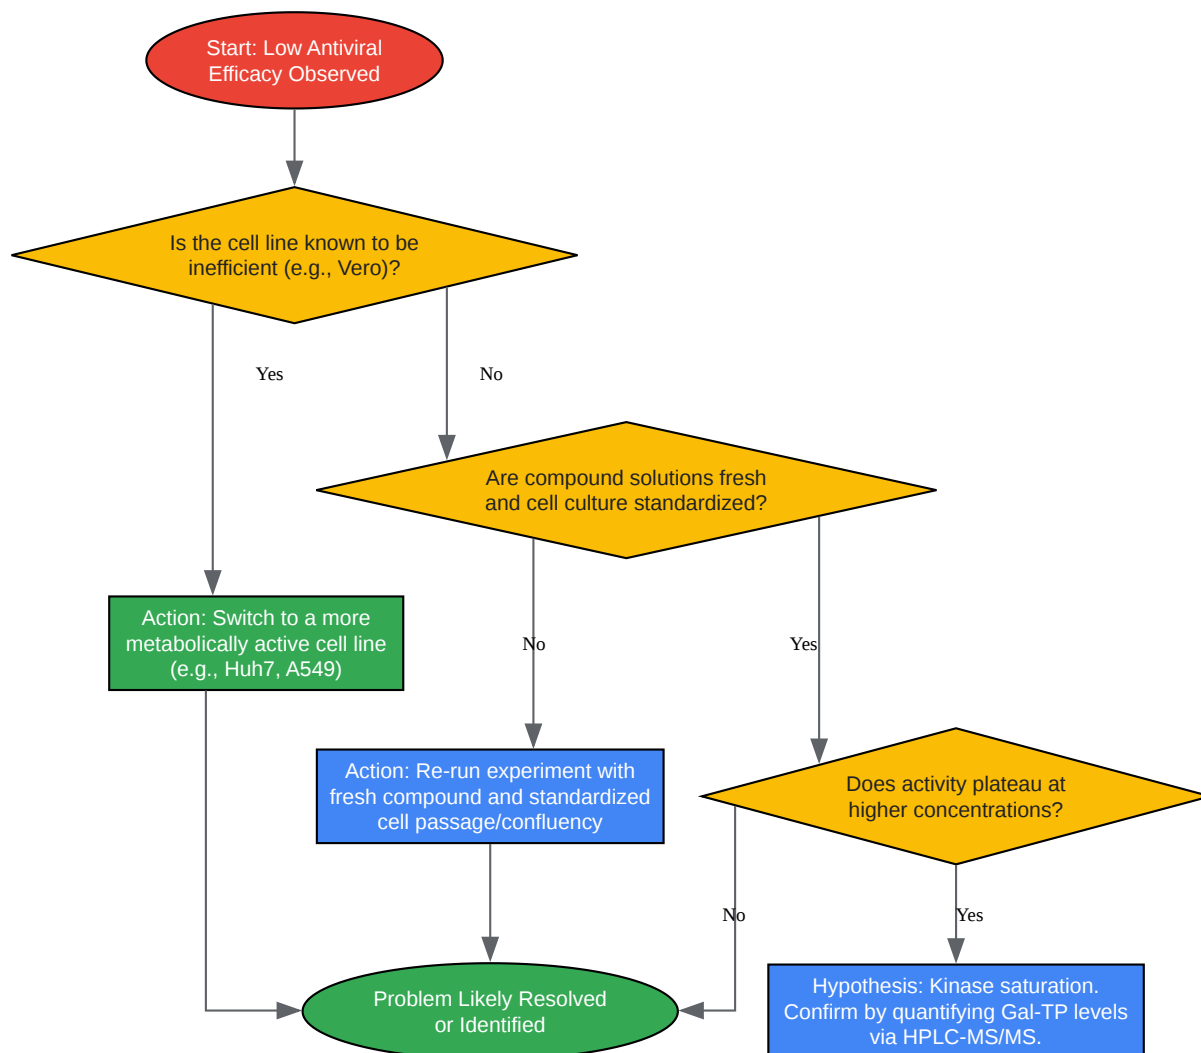 Start: Low Antiviral
Efficacy Observed
Is the cell line known to be
inefficient (e.g., Vero)?
Yes
No
Are compound solutions fresh
and cell culture standardized?
Action: Switch to a more
metabolically active cell line
(e.g., Huh7, A549)
No
Yes
Action: Re-run experiment with
fresh compound and standardized
cell passage/confluency
Does activity plateau at
higher concentrations?
No
Yes
Problem Likely Resolved
or Identified
Hypothesis: Kinase saturation.
Confirm by quantifying Gal-TP levels
via HPLC-MS/MS.